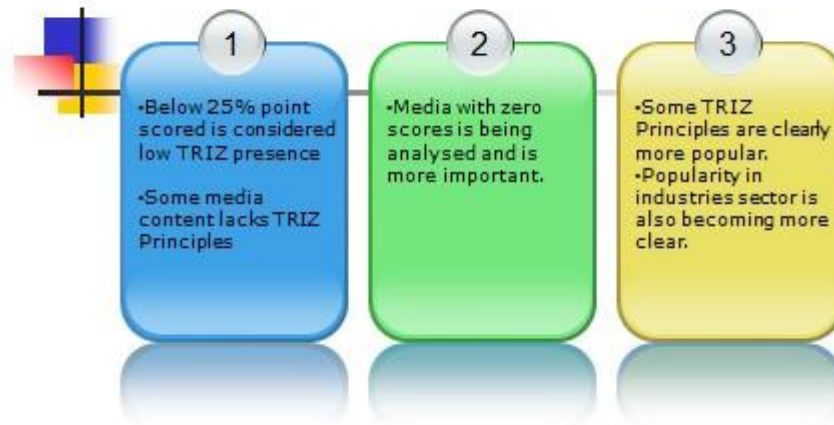 1
•Below 25% point
scored is considered
low TRIZ presence
•Some media
content lacks TRIZ
Principles
2
•Media with zero
scores is being
analysed and is
more important.
3
•Some TRIZ
Principles are clearly
more popular.
•Popularity in
industries sector is
also becoming more
clear.